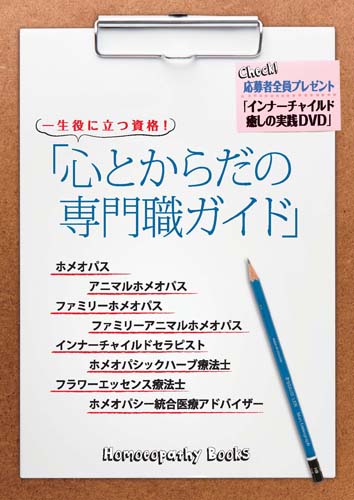 Check!
応募者全員プレゼント
「インナーチャイルド
癒しの実践DVD」
一生役に立つ資格!
「心とからだの
専門職ガイド」
ホメオパス
アニマルホメオパス
ファミリーホメオパス
ファミリーアニマルホメオパス
インナーチャイルドセラピスト
ホメオパシックハーブ療法士
フラワーエッセンス療法士
ホメオパシー統合医療アドバイザー
Homoeopathy Books